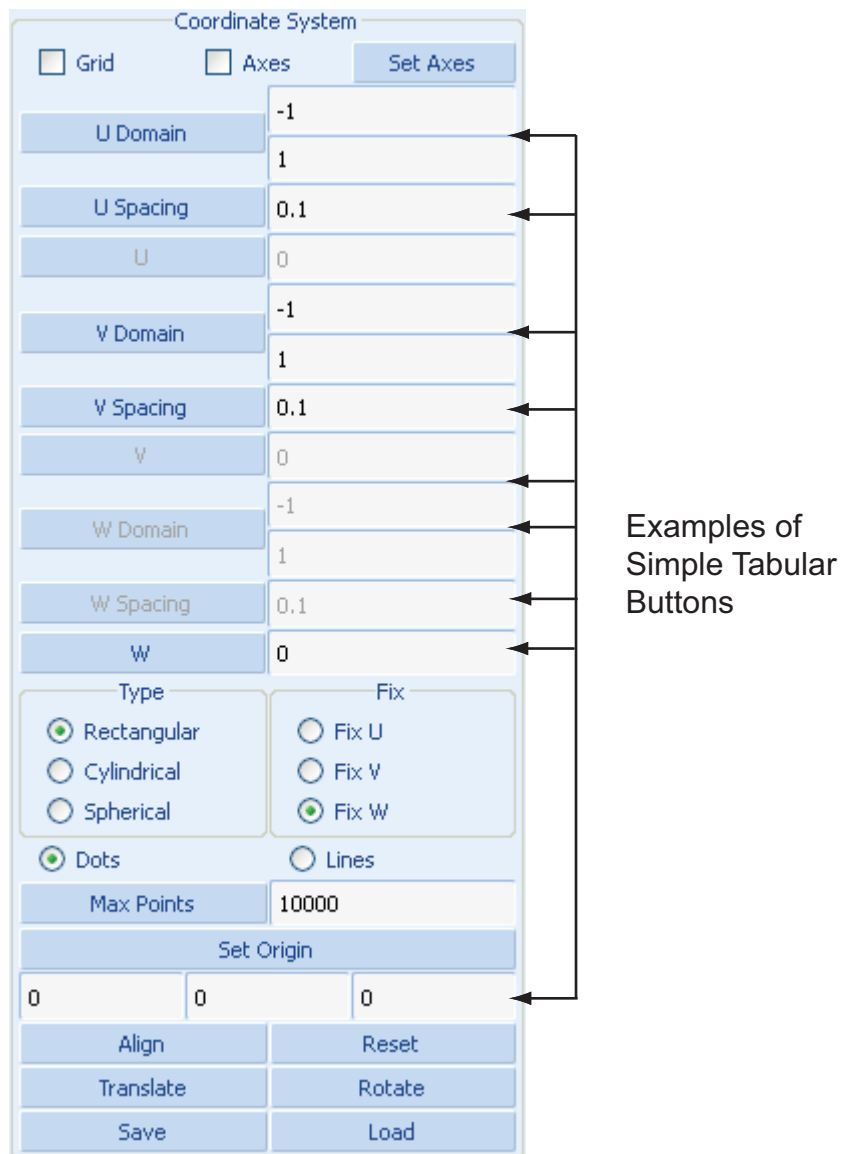 Coordinate System
Grid Axes Set Axes
-1
U Domain
1
U Spacing 0.1
U 0
-1
V Domain
1
V Spacing 0.1
V 0
-1
W Domain
1
W Spacing 0.1
W 0
Type Fix
Rectangular Fix U
Cylindrical Fix V
Spherical Fix W
Dots Lines
Max Points 10000
Set Origin
0 0 0
Align Reset
Translate Rotate
Save Load
Examples of
Simple Tabular
Buttons